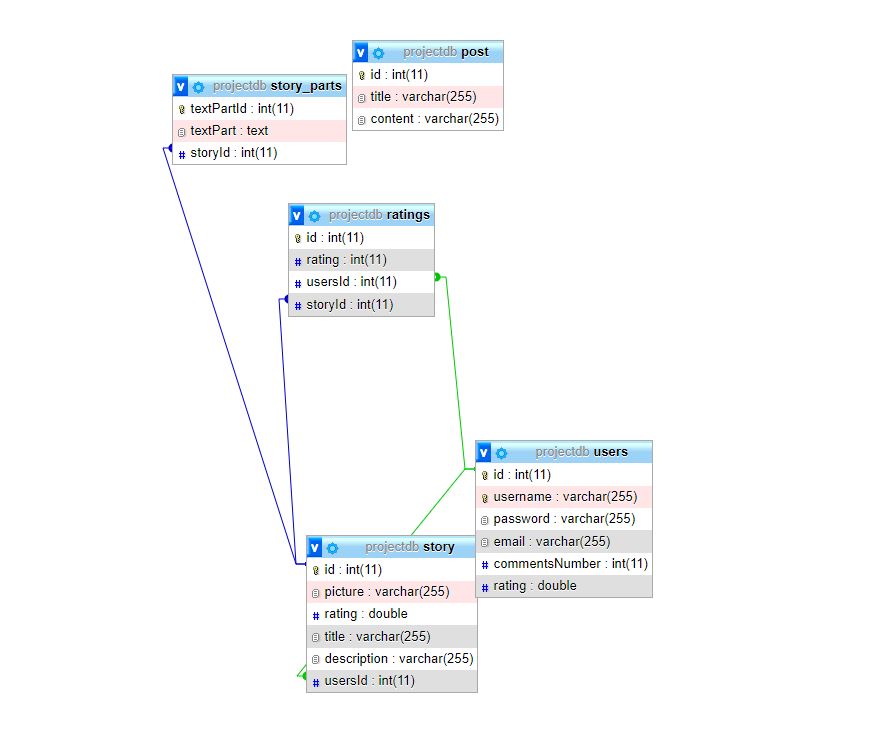 v projectdb post
id : int(11)
title : varchar(255)
content : varchar(255)
v projectdb story_parts
textPartId : int(11)
textPart : text
# storyId : int(11)
v projectdb ratings
id : int(11)
# rating : int(11)
# usersId : int(11)
# storyId : int(11)
v projectdb users
id : int(11)
username : varchar(255)
password : varchar(255)
email : varchar(255)
# commentsNumber : int(11)
# rating : double
v projectdb story
id : int(11)
picture : varchar(255)
# rating : double
title : varchar(255)
description : varchar(255)
# usersId : int(11)